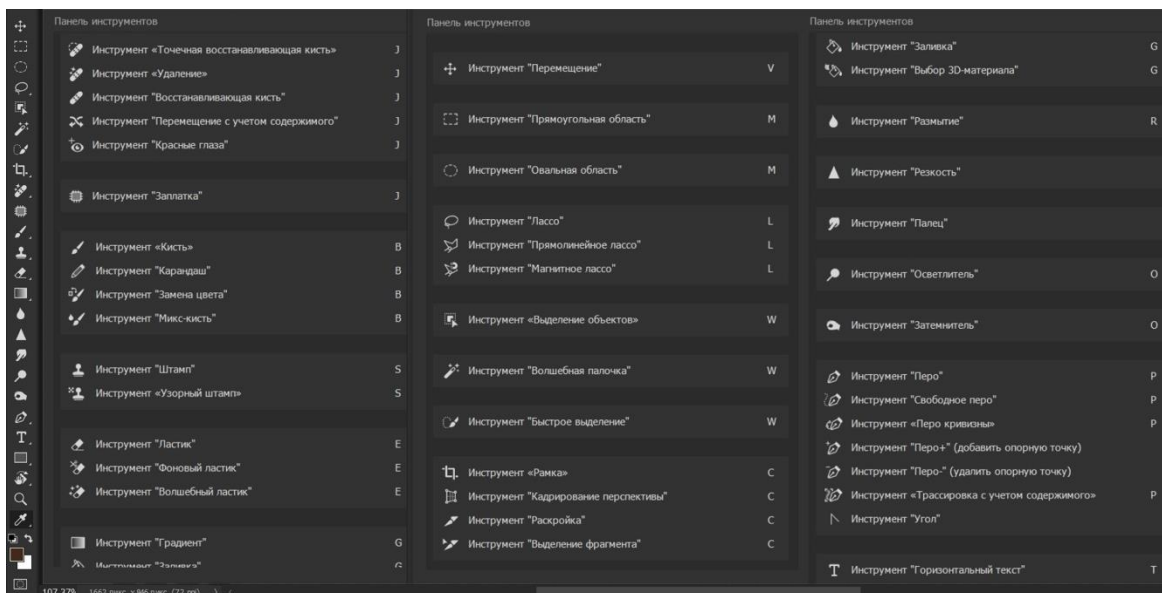 Панель инструментов
Инструмент «Точечная восстанавливающая кисть» J
Инструмент «Удаление» J
Инструмент "Восстанавливающая кисть" J
Инструмент "Перемещение с учетом содержимого" J
Инструмент "Красные глаза" J
Инструмент "Заплатка" J
Инструмент «Кисть» B
Инструмент "Карандаш" B
Инструмент "Замена цвета" B
Инструмент "Микс-кисть" B
Инструмент "Штамп" S
Инструмент «Узорный штамп» S
Инструмент "Ластик" E
Инструмент "Фоновый ластик" E
Инструмент "Волшебный ластик" E
Инструмент "Градиент" G
Инструмент "Заливка" G
Панель инструментов
Инструмент "Перемещение" V
Инструмент "Прямоугольная область" M
Инструмент "Овальная область" M
Инструмент "Лассо" L
Инструмент "Прямолинейное лассо" L
Инструмент "Магнитное лассо" L
Инструмент «Выделение объектов» W
Инструмент "Волшебная палочка" W
Инструмент "Быстрое выделение" W
Инструмент «Рамка» C
Инструмент "Кадрирование перспективы" C
Инструмент "Раскройка" C
Инструмент "Выделение фрагмента" C
Панель инструментов
Инструмент "Заливка" G
Инструмент "Выбор 3D-материала" G
Инструмент "Размытие" R
Инструмент "Резкость"
Инструмент "Палец"
Инструмент "Осветлитель" O
Инструмент "Затемнитель" O
Инструмент "Перо" P
Инструмент "Свободное перо" P
Инструмент «Перо кривизны» P
Инструмент "Перо+" (добавить опорную точку)
Инструмент "Перо-" (удалить опорную точку)
Инструмент «Трассировка с учетом содержимого» P
Инструмент "Угол"
Инструмент "Горизонтальный текст" T
107,37%